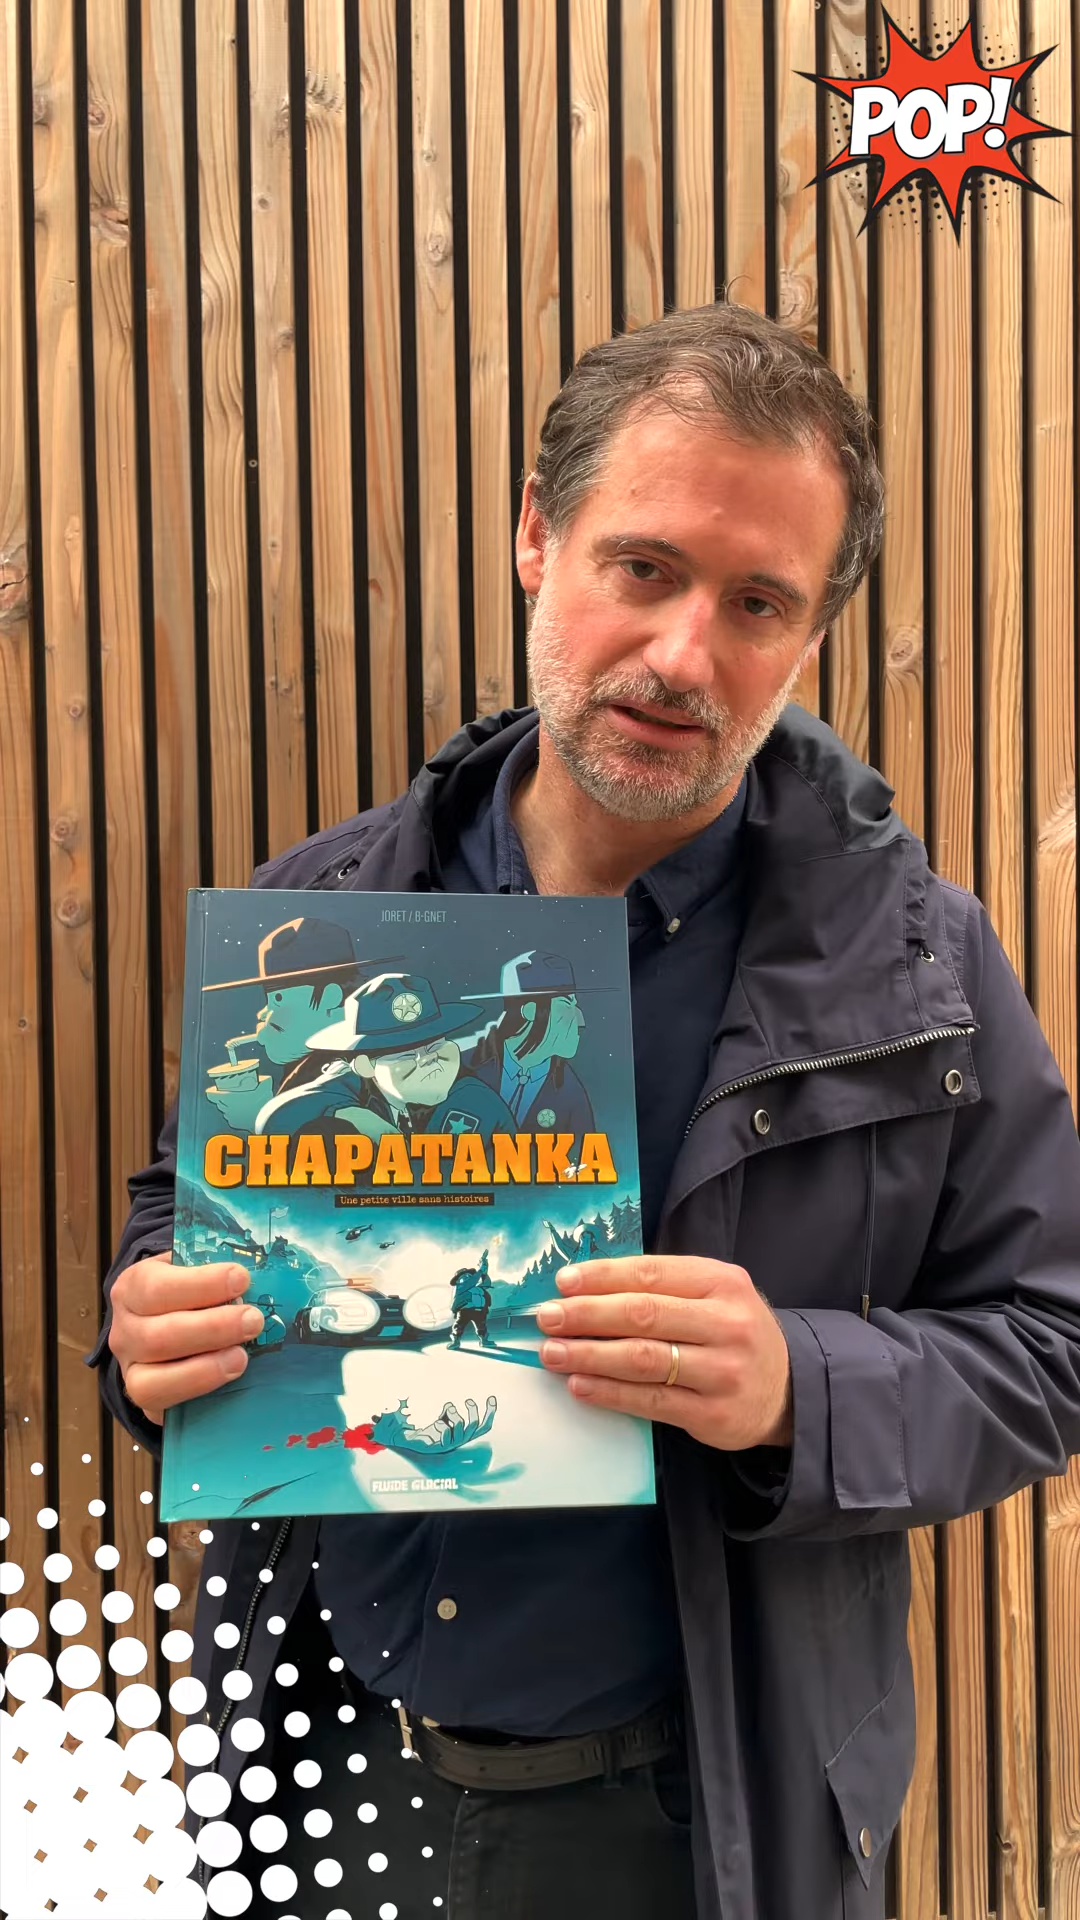 POP!
JORET / B-GNET
CHAPATANKA
Une petite ville sans histoires
FLUIDE GLACIAL